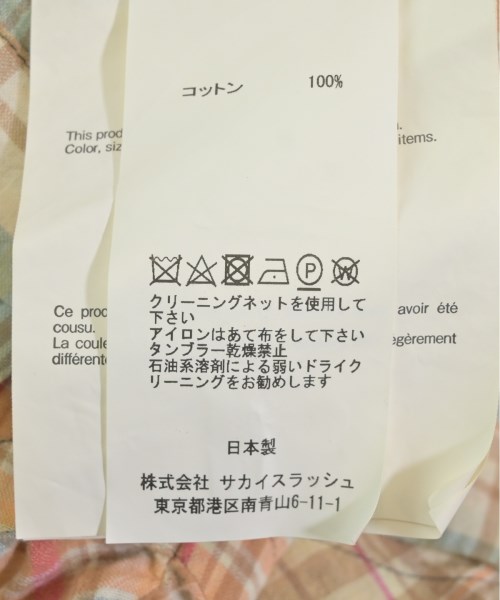 コットン 100%
This prod
Color, siz
.
items.
P W
クリーニングネットを使用して
下さい
アイロンはあて布をして下さい
タンブラー乾燥禁止
石油系溶剤による弱いドライク
リーニングをお勧めします
Ce prod
cousu.
La coule
différent
avoir été
egèrement
日本製
株式会社 サカイスラッシュ
東京都港区南青山6-11-1